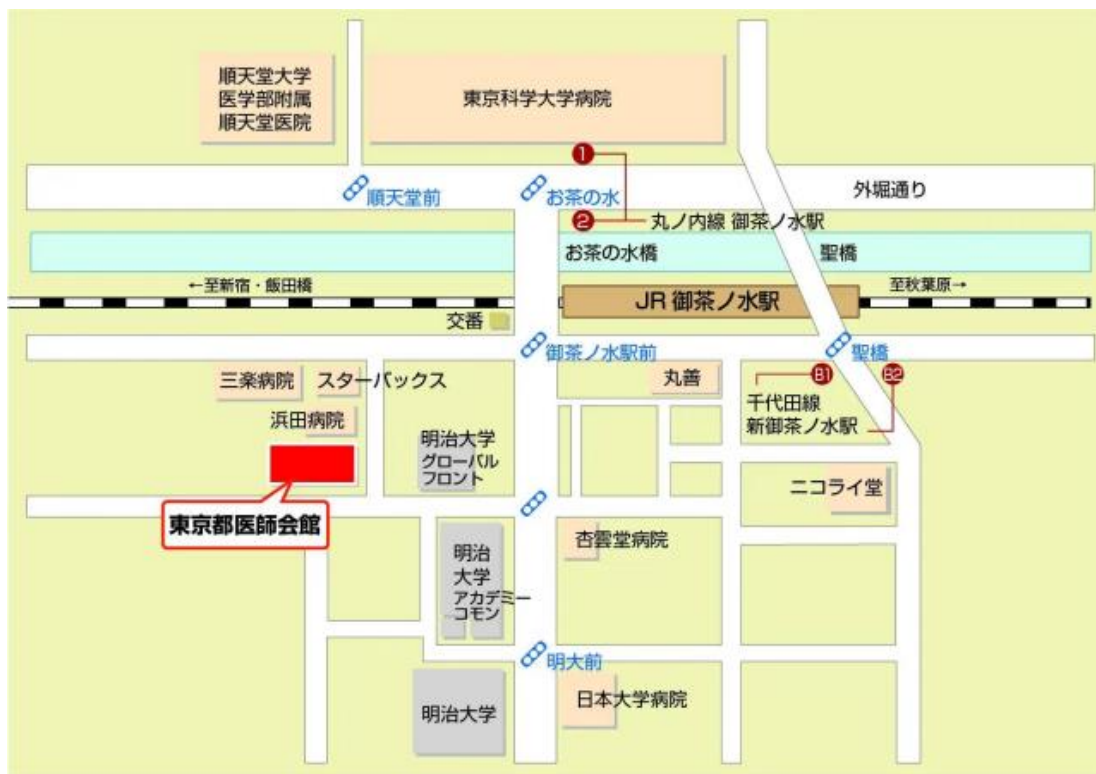 順天堂大学
医学部附属
順天堂医院
東京科学大学病院
1
順天堂前
お茶の水
外堀通り
2
丸ノ内線 御茶ノ水駅
お茶の水橋
聖橋
←至新宿・飯田橋
JR 御茶ノ水駅
至秋葉原→
交番
御茶ノ水駅前
聖橋
三楽病院
スターバックス
丸善
B1
B2
千代田線
新御茶ノ水駅
浜田病院
明治大学
グローバル
フロント
ニコライ堂
東京都医師会館
杏雲堂病院
明治
大学
アカデミー
コモン
明大前
明治大学
日本大学病院